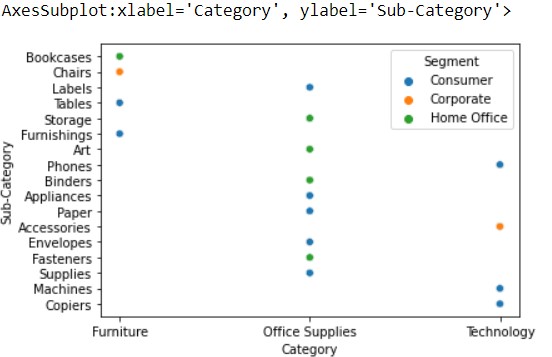 AxesSubplot:xlabel='Category', ylabel='Sub-Category'>
Segment
Consumer
Corporate
Home Office
Bookcases
Chairs
Labels
Tables
Storage
Furnishings
Art
Phones
Binders
Appliances
Paper
Accessories
Envelopes
Fasteners
Supplies
Machines
Copiers
Sub-Category
Furniture
Office Supplies
Technology
Category